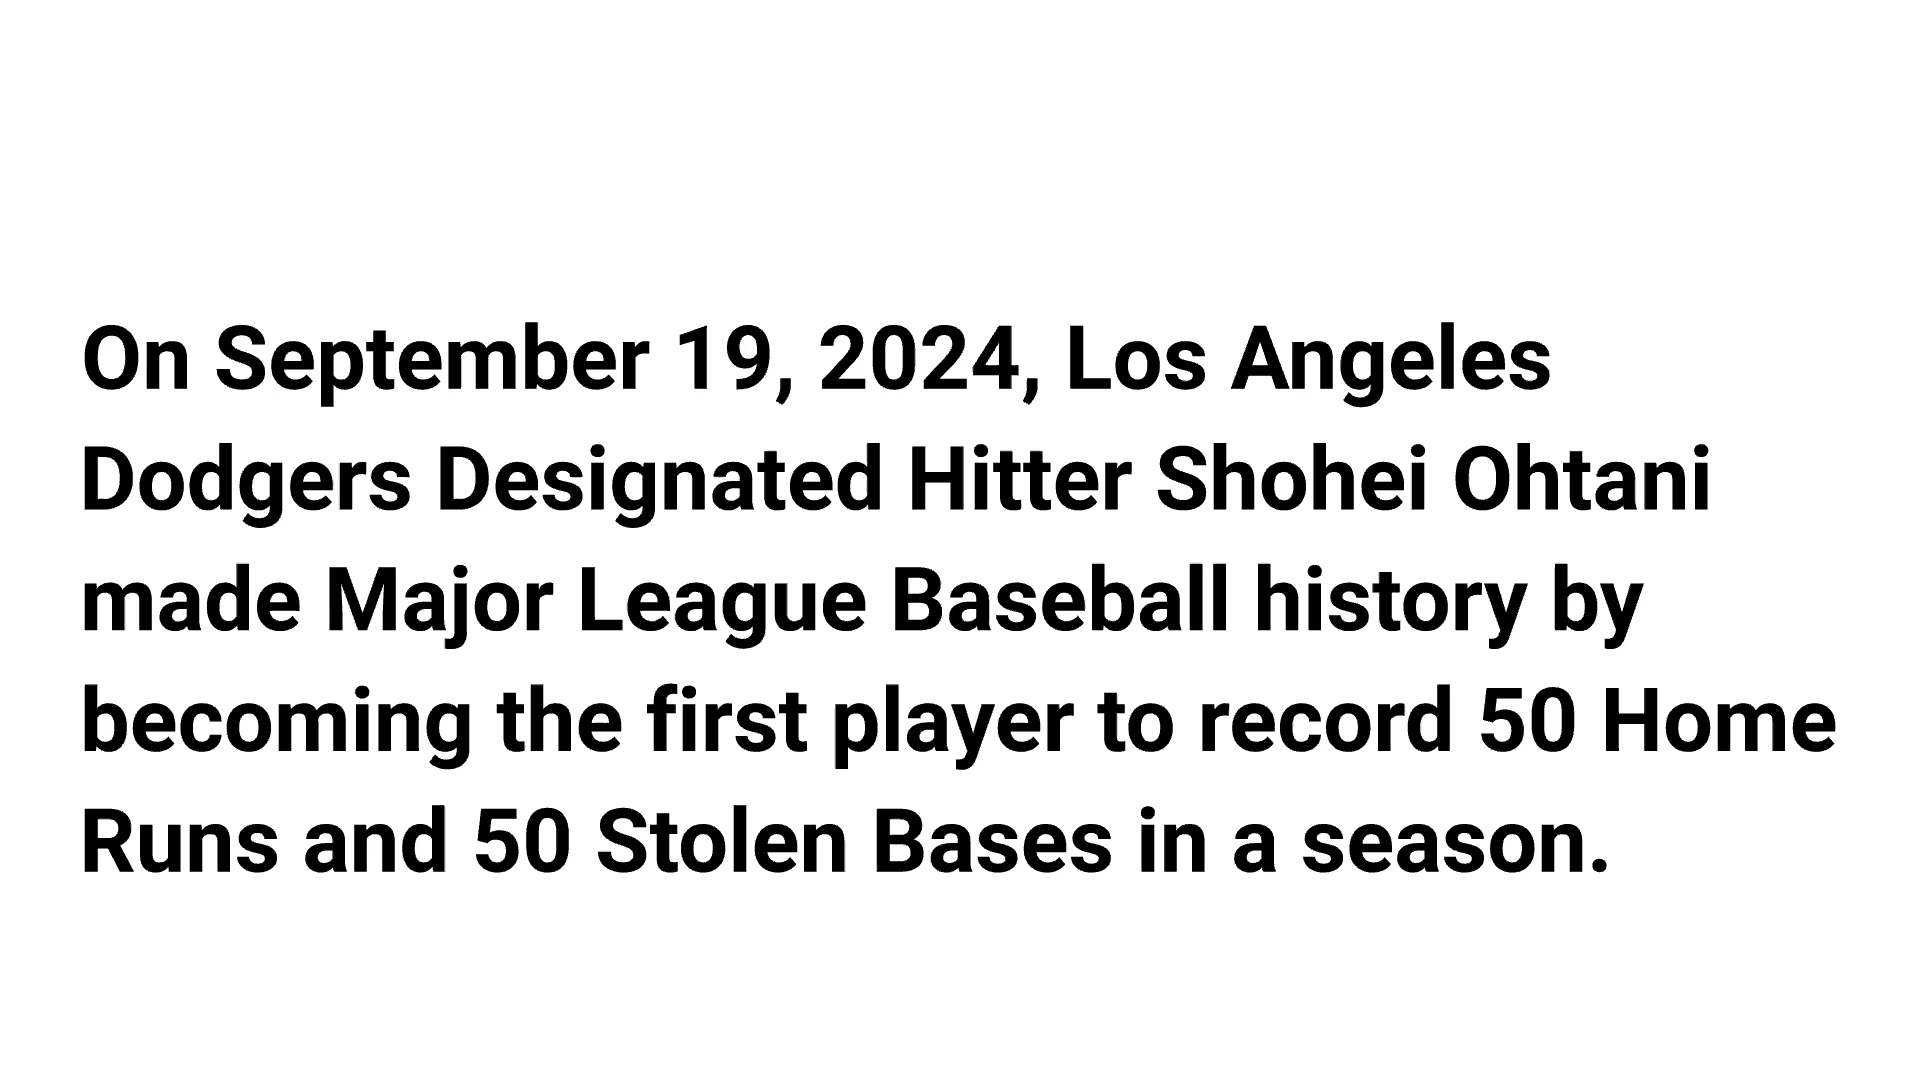 On September 19, 2024, Los Angeles
Dodgers Designated Hitter Shohei Ohtani
made Major League Baseball history by
becoming the first player to record 50 Home
Runs and 50 Stolen Bases in a season.